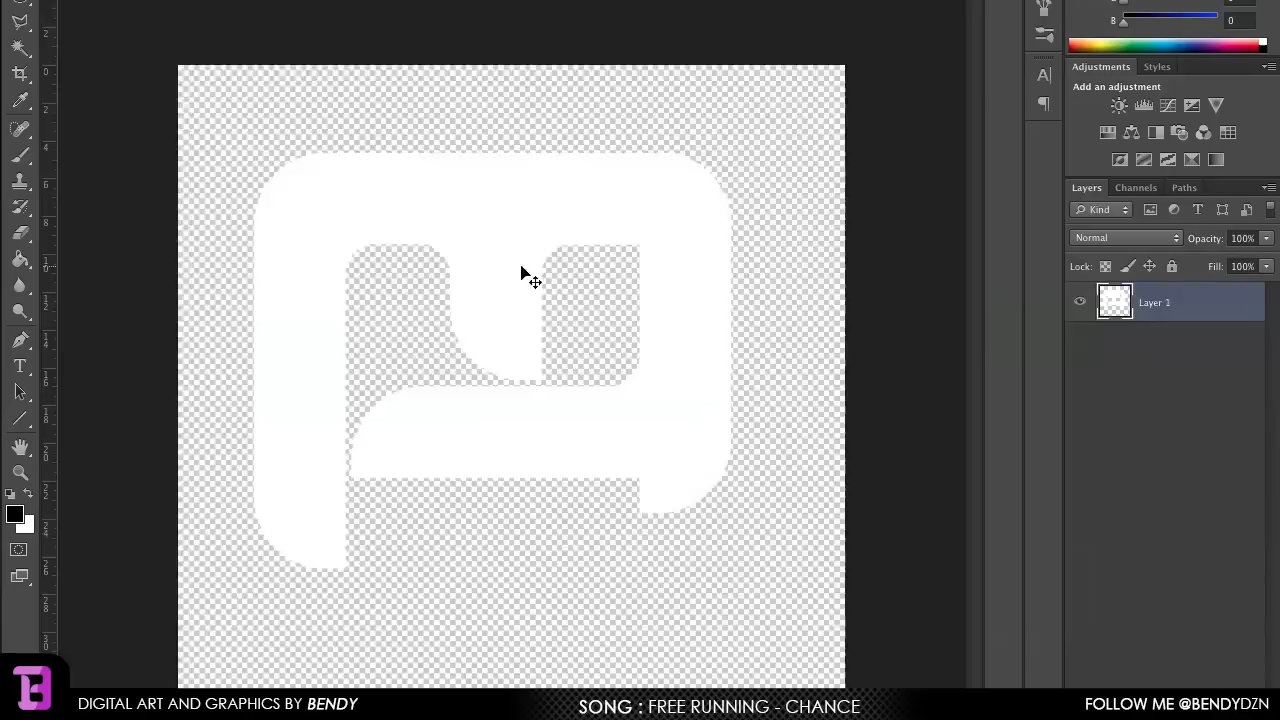 B
0
Adjustments Styles
Add an adjustment
Layers Channels Paths
Kind
Normal Opacity: 100%
Lock: Fill: 100%
Layer 1
DIGITAL ART AND GRAPHICS BY BENDY
SONG : FREE RUNNING - CHANCE
FOLLOW ME @BENDYDZN